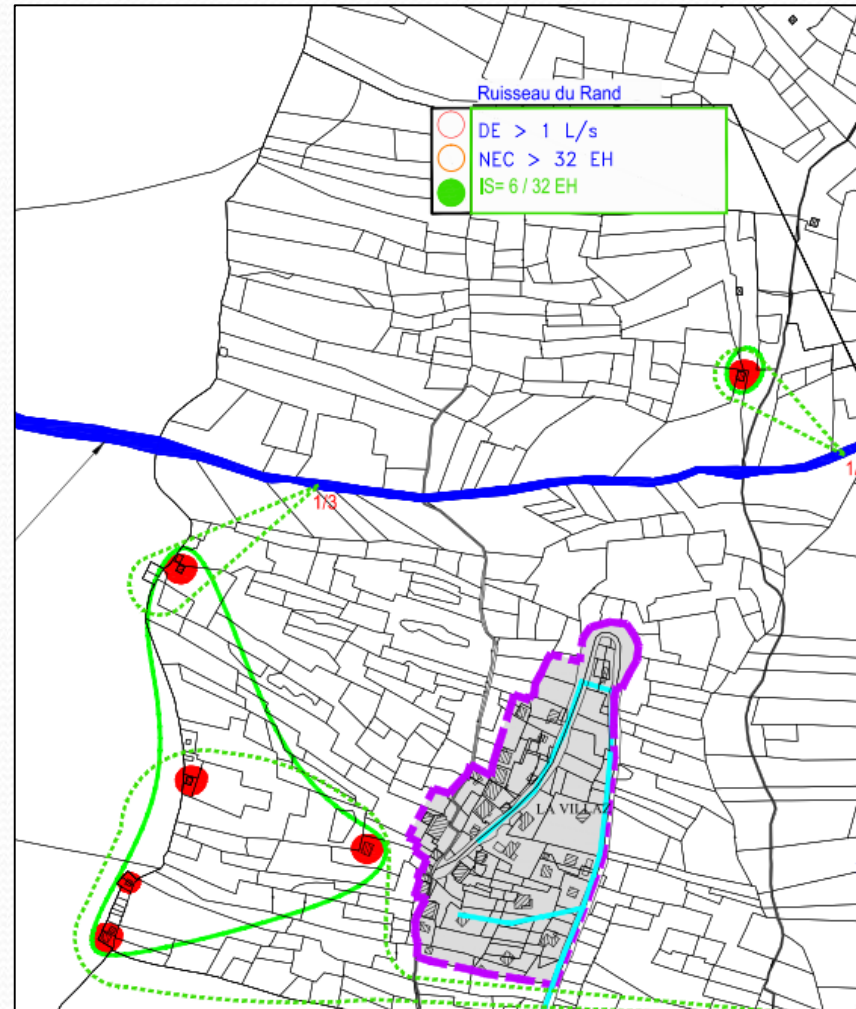 Ruisseau du Rand
DE > 1 L/s
NEC > 32 EH
IS= 6 / 32 EH
1/3
LA VILLAZ